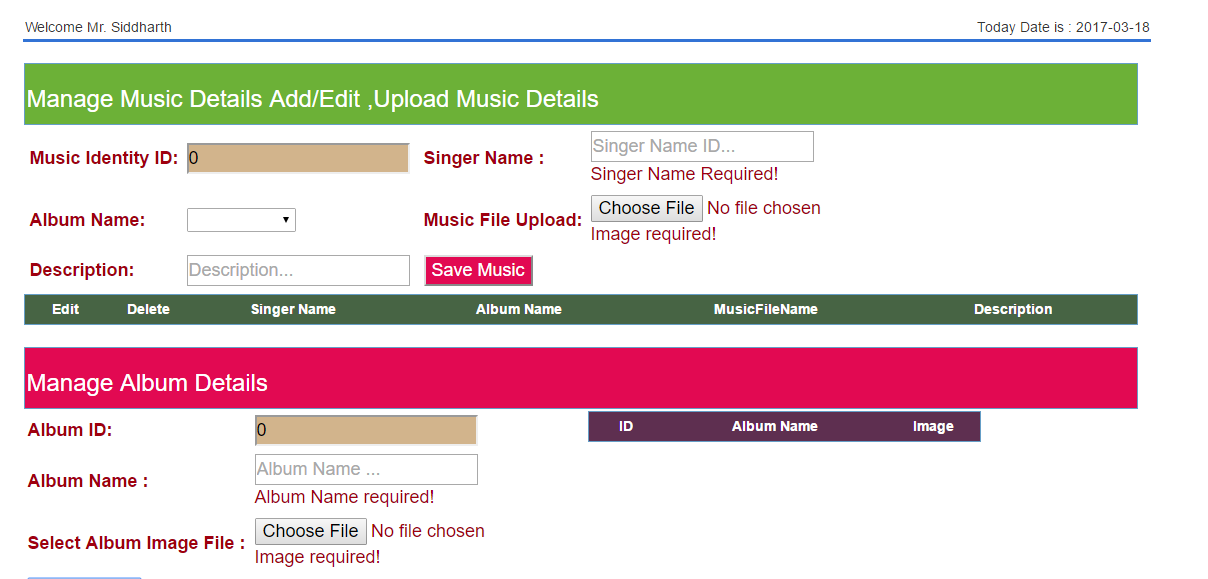 Welcome Mr. Siddharth Today Date is : 2017-03-18
Manage Music Details Add/Edit ,Upload Music Details
Music Identity ID: 0 Singer Name : Singer Name ID...
Singer Name Required!
Album Name: Music File Upload: Choose File No file chosen
Image required!
Description: Description... Save Music
Edit Delete Singer Name Album Name MusicFileName Description
Manage Album Details
Album ID: 0 ID Album Name Image
Album Name : Album Name ...
Album Name required!
Select Album Image File : Choose File No file chosen
Image required!